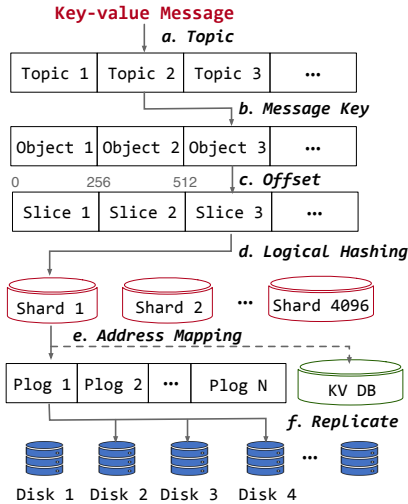 Key-value Message
a. Topic
Topic 1 Topic 2 Topic 3 ...
b. Message Key
Object 1 Object 2 Object 3 ...
c. Offset
0 256 512
Slice 1 Slice 2 Slice 3 ...
d. Logical Hashing
Shard 1 Shard 2 ... Shard 4096
e. Address Mapping
Plog 1 Plog 2 ... Plog N
KV DB
f. Replicate
...
Disk 1 Disk 2 Disk 3 Disk 4